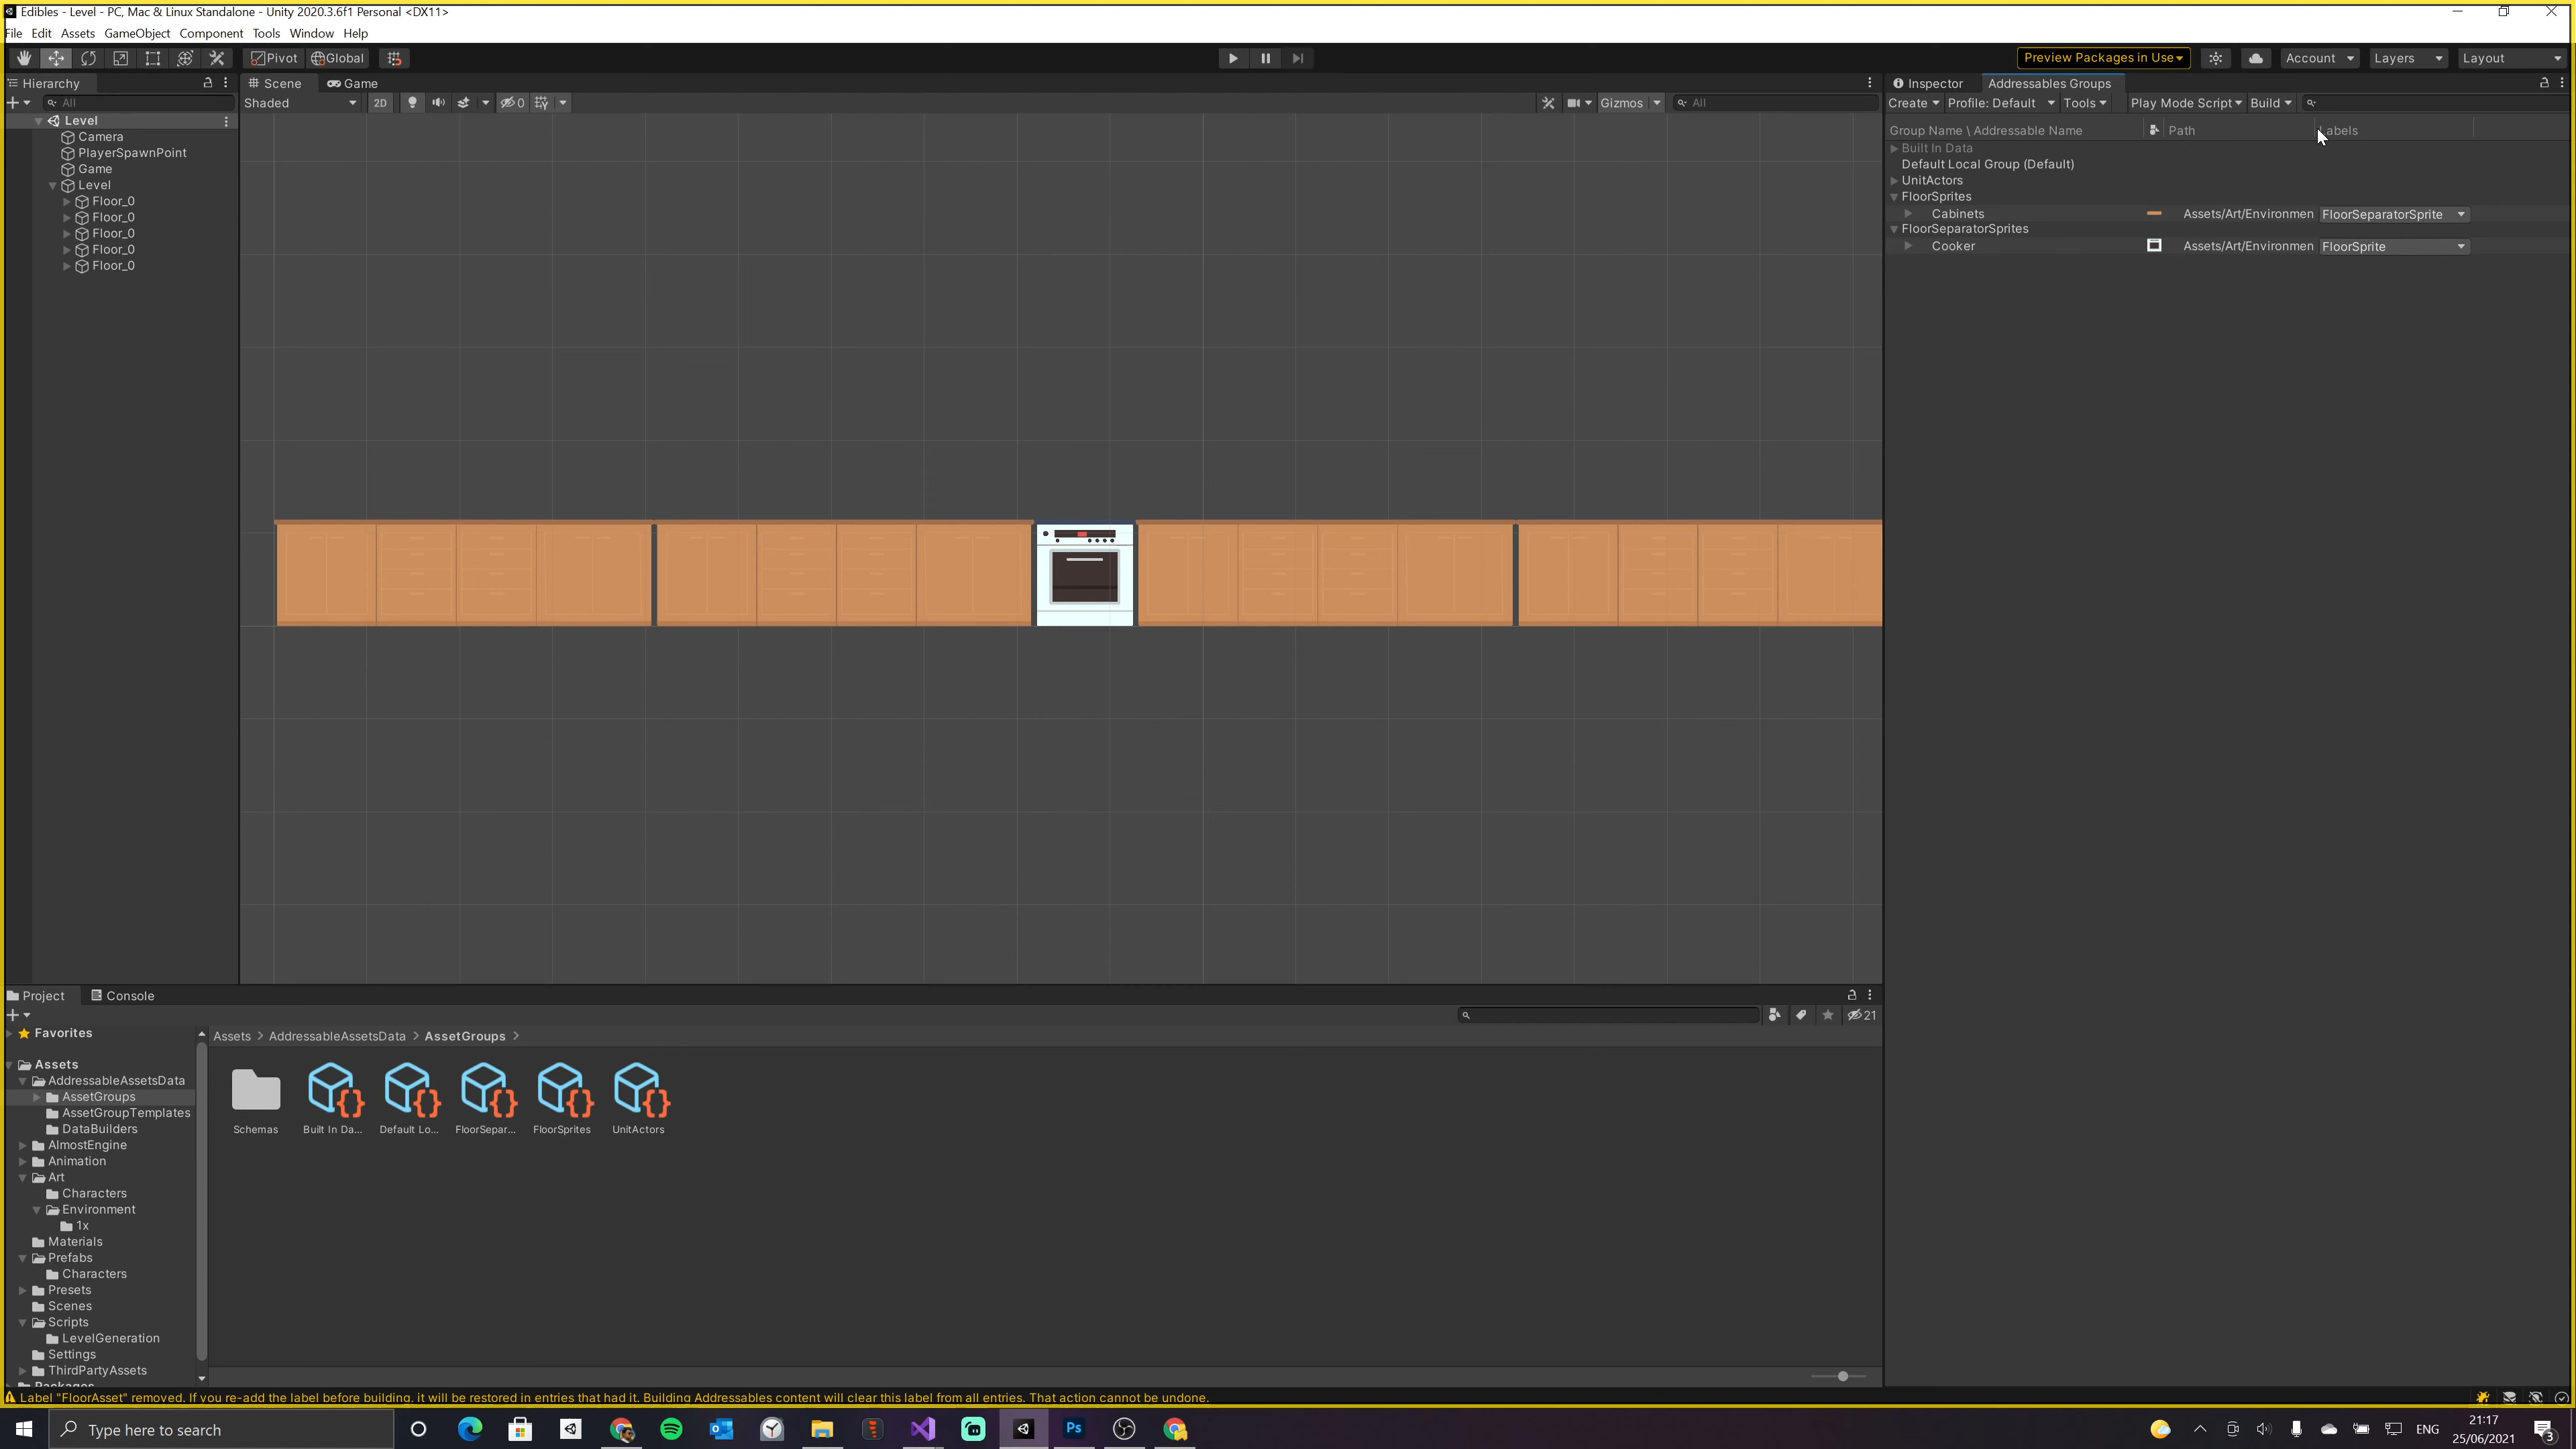 Edibles - Level - PC, Mac & Linux Standalone - Unity 2020.3.6f1 Personal <DX11>
File Edit Assets GameObject Component Tools Window Help
Pivot Global
Preview Packages in Use Account Layers Layout
Hierarchy
All
Level
Camera
PlayerSpawnPoint
Game
Level
Floor_0
Floor_0
Floor_0
Floor_0
Floor_0
Scene Game
Shaded 2D 0 Gizmos All
Inspector Addressables Groups
Create Profile: Default Tools Play Mode Script Build
Group Name \ Addressable Name Path Labels
Built In Data
Default Local Group (Default)
UnitActors
FloorSprites
Cabinets Assets/Art/Environmen FloorSeparatorSprite
FloorSeparatorSprites
Cooker Assets/Art/Environmen FloorSprite
Project Console
21
Favorites
Assets
AddressableAssetsData
AssetGroups
AssetGroupTemplates
DataBuilders
AlmostEngine
Animation
Art
Characters
Environment
1x
Materials
Prefabs
Characters
Presets
Scenes
Scripts
LevelGeneration
Settings
ThirdPartyAssets
Packages
Assets > AddressableAssetsData > AssetGroups >
Schemas Built In Da... Default Lo... FloorSepar... FloorSprites UnitActors
Label "FloorAsset" removed. If you re-add the label before building, it will be restored in entries that had it. Building Addressables content will clear this label from all entries. That action cannot be undone.
Type here to search
Ps
ENG
21:17
25/06/2021
3